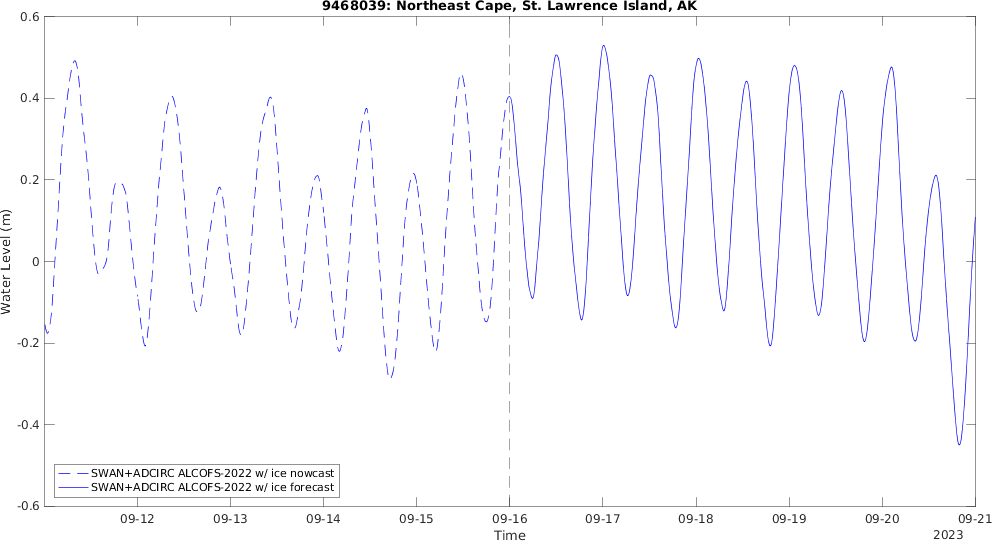 9468039: Northeast Cape, St. Lawrence Island, AK
0.6
0.4
0.2
0
-0.2
-0.4
-0.6
Water Level (m)
SWAN+ADCIRC ALCOFS-2022 w/ ice nowcast
SWAN+ADCIRC ALCOFS-2022 w/ ice forecast
09-12 09-13 09-14 09-15 09-16 09-17 09-18 09-19 09-20 09-21
Time
2023